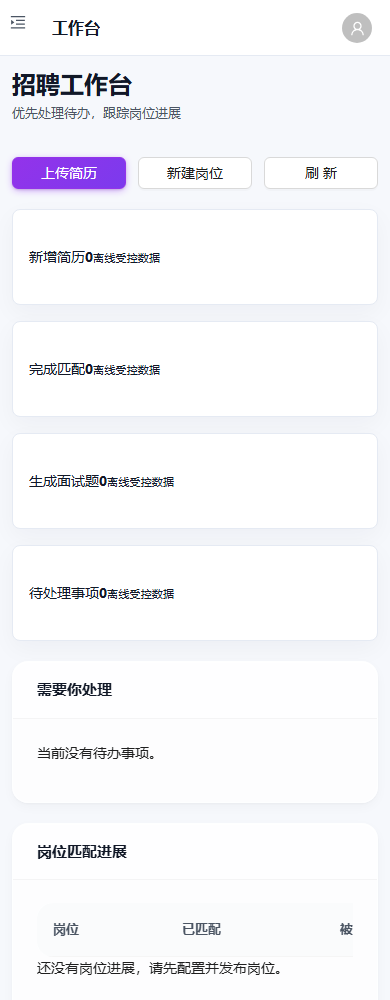 工作台
招聘工作台
优先处理待办，跟踪岗位进展
上传简历 新建岗位 刷 新
新增简历0离线受控数据
完成匹配0离线受控数据
生成面试题0离线受控数据
待处理事项0离线受控数据
需要你处理
当前没有待办事项。
岗位匹配进展
岗位 已匹配 被
还没有岗位进展，请先配置并发布岗位。